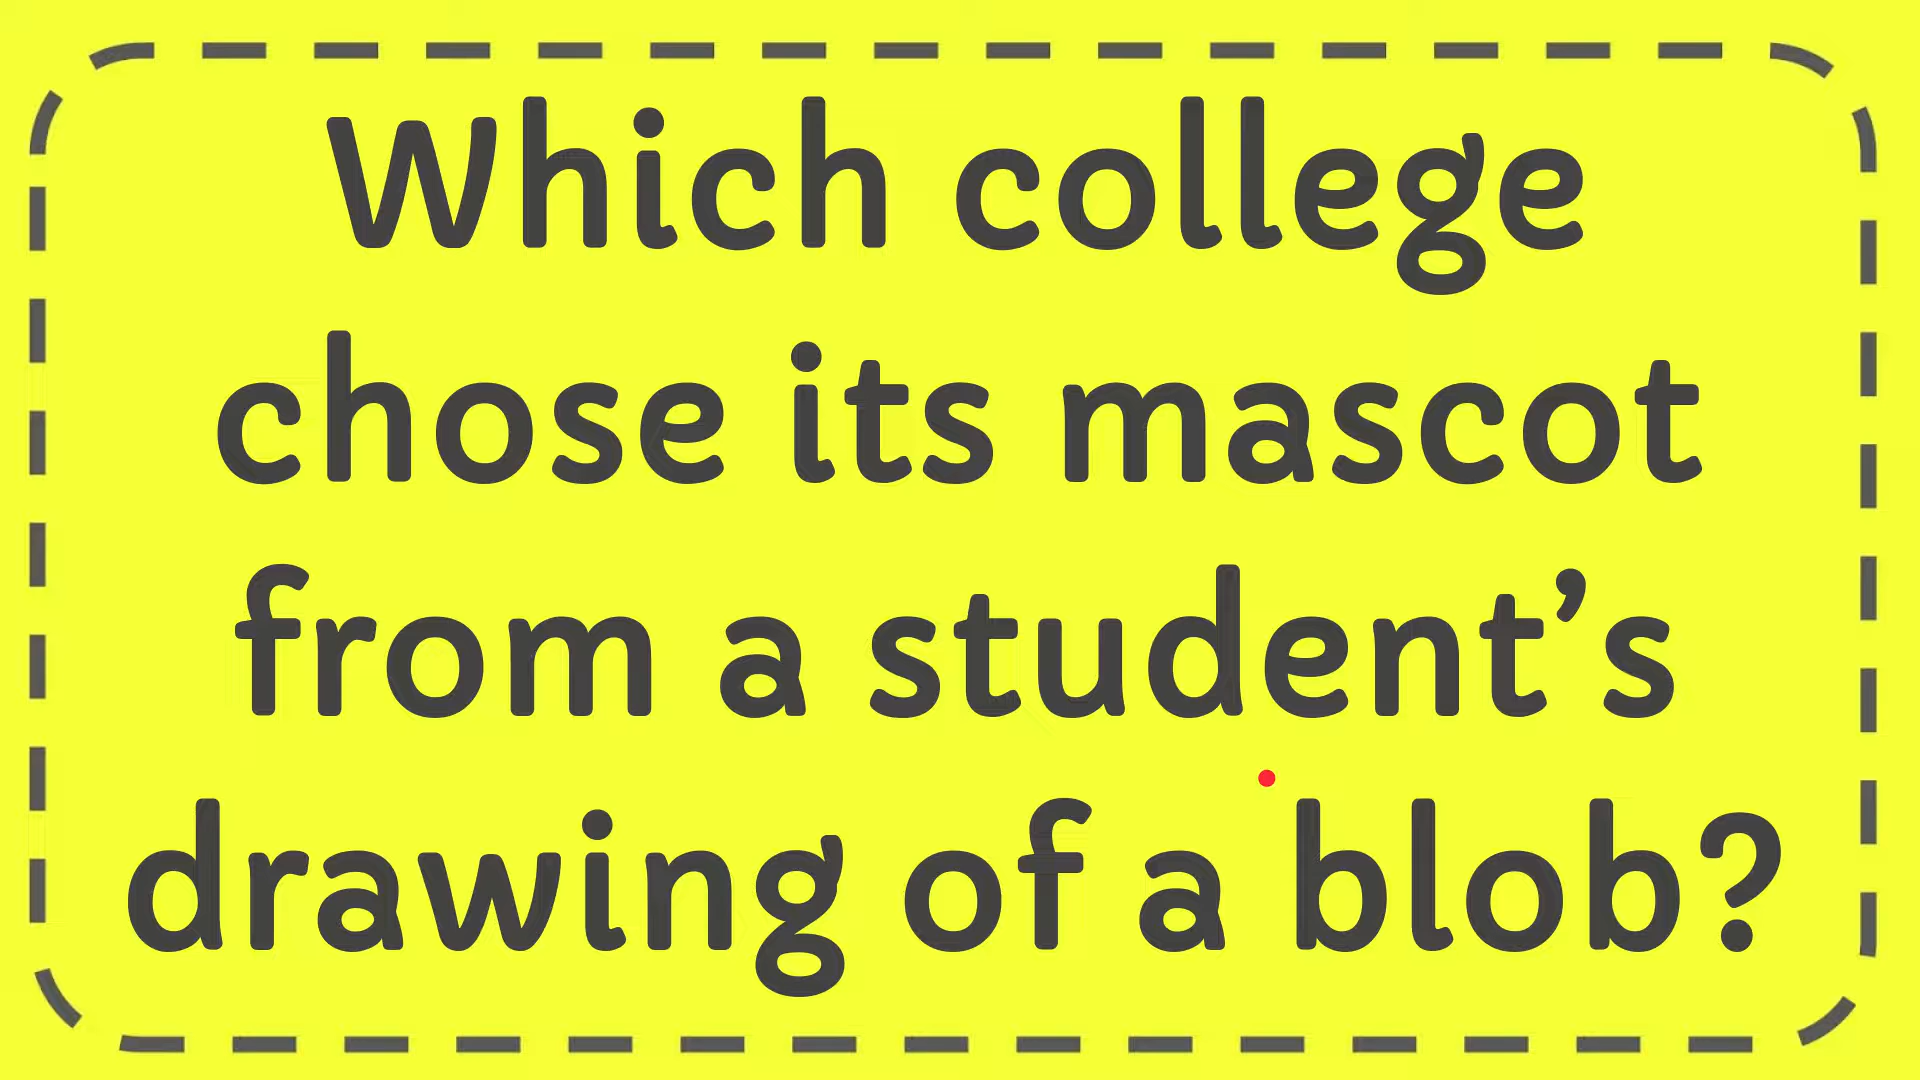 Which college
chose its mascot
from a student’s
drawing of a blob?